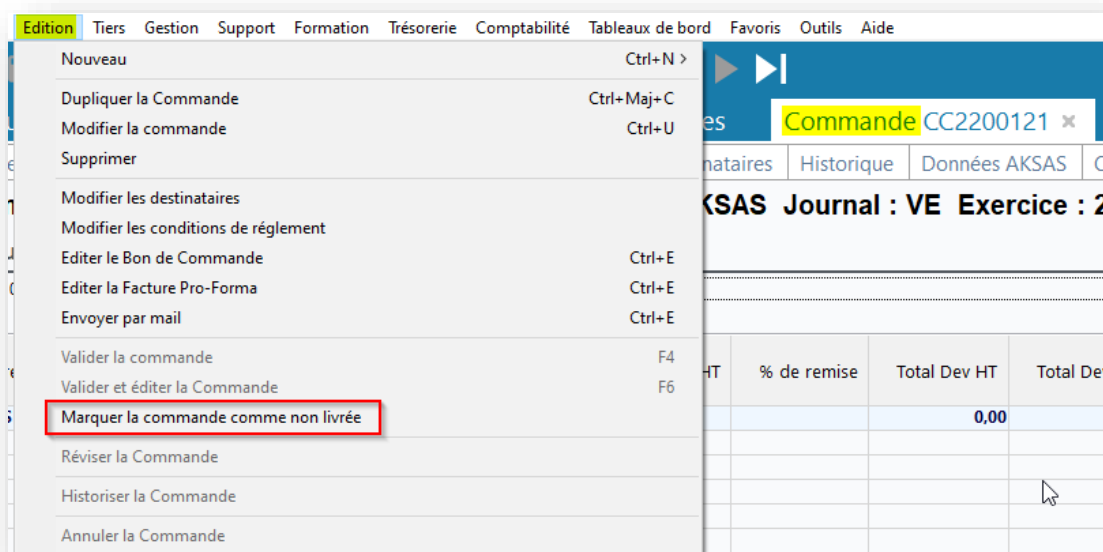 Edition Tiers Gestion Support Formation Trésorerie Comptabilité Tableaux de bord Favoris Outils Aide
Nouveau Ctrl+N >
Dupliquer la Commande Ctrl+Maj+C
Modifier la commande Ctrl+U
es Commande CC2200121 ×
Supprimer
nataires Historique Données AKSAS
Modifier les destinataires
KSAS Journal : VE Exercice : 2
Modifier les conditions de réglement
Editer le Bon de Commande Ctrl+E
Editer la Facture Pro-Forma Ctrl+E
Envoyer par mail Ctrl+E
Valider la commande F4
HT % de remise Total Dev HT Total De
Valider et éditer la Commande F6
Marquer la commande comme non livrée
0,00
Réviser la Commande
Historiser la Commande
Annuler la Commande